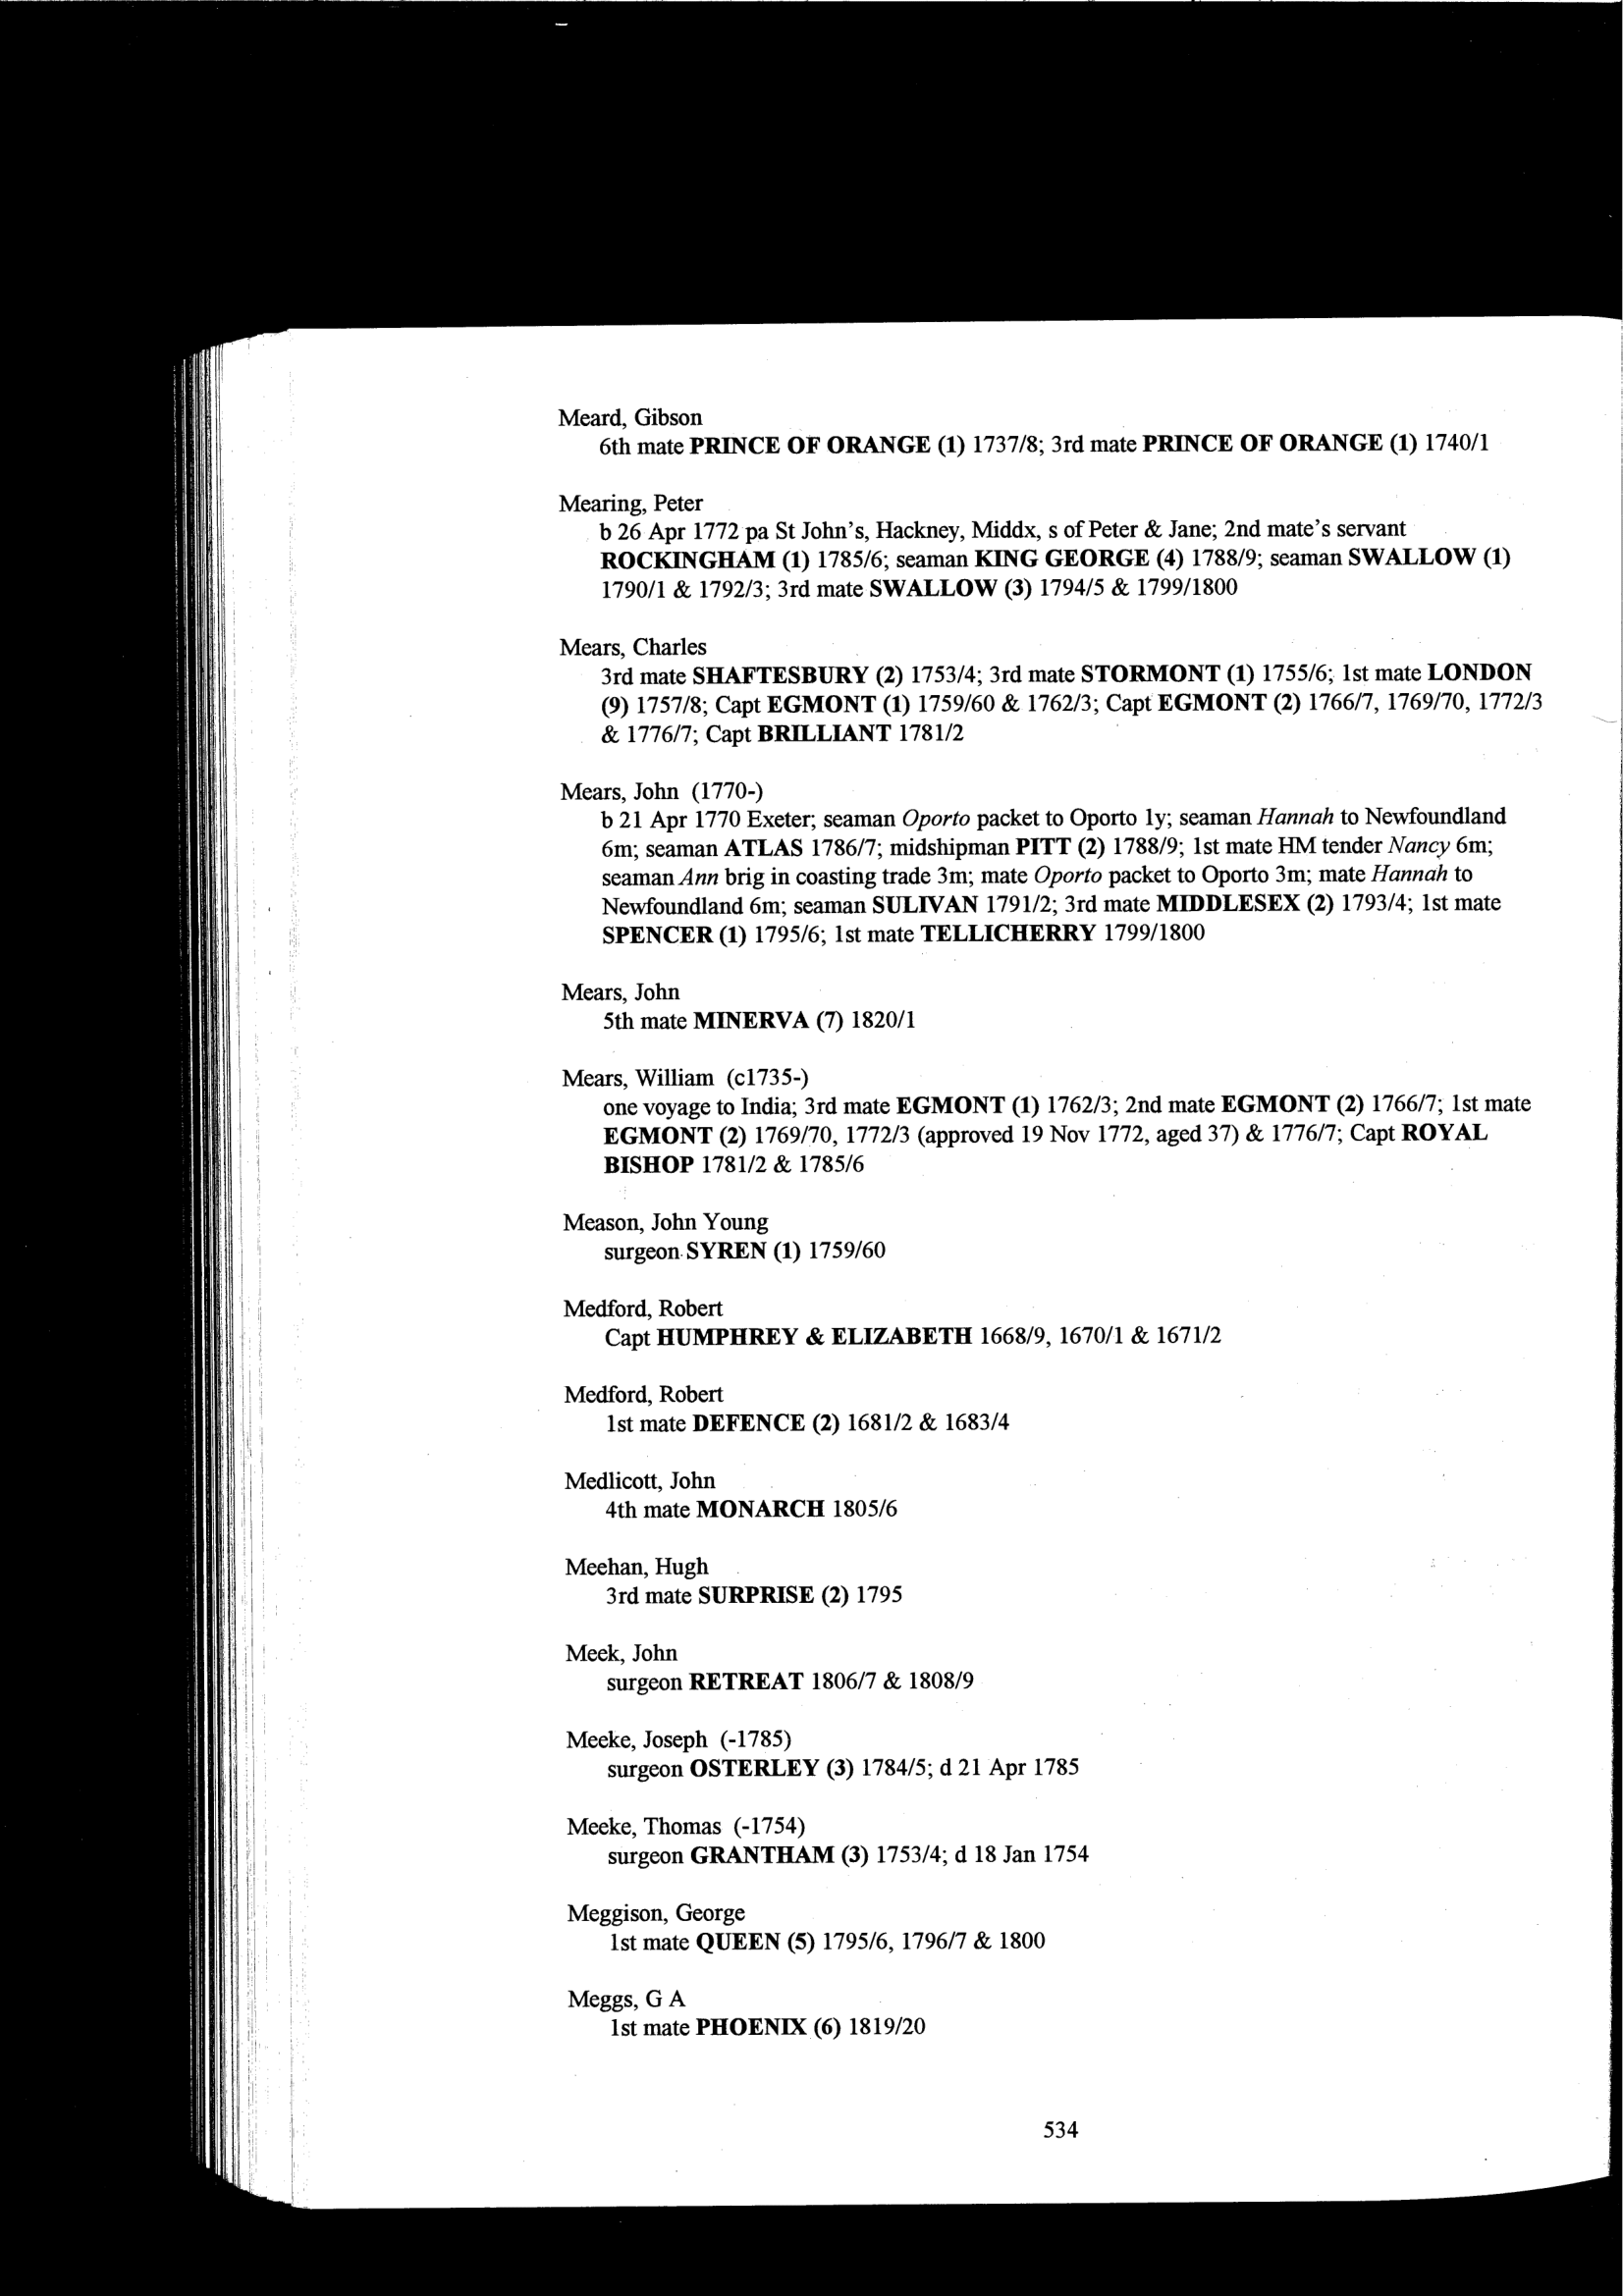 Meard, Gibson
6th mate PRINCE OF ORANGE (1) 1737/8; 3rd mate PRINCE OF ORANGE (1) 1740/1
Mearing, Peter
b 26 Apr 1772 pa St John's, Hackney, Middx, s of Peter & Jane; 2nd mate's servant
ROCKINGHAM (1) 1785/6; seaman KING GEORGE (4) 1788/9; seaman SWALLOW (1)
1790/1 & 1792/3; 3rd mate SWALLOW (3) 1794/5 & 1799/1800
Mears, Charles
3rd mate SHAFTESBURY (2) 1753/4; 3rd mate STORMONT (1) 1755/6; 1st mate LONDON
(9) 1757/8; Capt EGMONT (1) 1759/60 & 1762/3; Capt EGMONT (2) 1766/7, 1769/70, 1772/3
& 1776/7; Capt BRILLIANT 1781/2
Mears, John (1770-)
b 21 Apr 1770 Exeter; seaman Oporto packet to Oporto 1y; seaman Hannah to Newfoundland
6m; seaman ATLAS 1786/7; midshipman PITT (2) 1788/9; 1st mate HM tender Nancy 6m;
seaman Ann brig in coasting trade 3m; mate Oporto packet to Oporto 3m; mate Hannah to
Newfoundland 6m; seaman SULIVAN 1791/2; 3rd mate MIDDLESEX (2) 1793/4; 1st mate
SPENCER (1) 1795/6; 1st mate TELLICHERRY 1799/1800
Mears, John
5th mate MINERVA (7) 1820/1
Mears, William (c1735-)
one voyage to India; 3rd mate EGMONT (1) 1762/3; 2nd mate EGMONT (2) 1766/7; 1st mate
EGMONT (2) 1769/70, 1772/3 (approved 19 Nov 1772, aged 37) & 1776/7; Capt ROYAL
BISHOP 1781/2 & 1785/6
Meason, John Young
surgeon SYREN (1) 1759/60
Medford, Robert
Capt HUMPHREY & ELIZABETH 1668/9, 1670/1 & 1671/2
Medford, Robert
1st mate DEFENCE (2) 1681/2 & 1683/4
Medlicott, John
4th mate MONARCH 1805/6
Meehan, Hugh
3rd mate SURPRISE (2) 1795
Meek, John
surgeon RETREAT 1806/7 & 1808/9
Meeke, Joseph (-1785)
surgeon OSTERLEY (3) 1784/5; d 21 Apr 1785
Meeke, Thomas (-1754)
surgeon GRANTHAM (3) 1753/4; d 18 Jan 1754
Meggison, George
1st mate QUEEN (5) 1795/6, 1796/7 & 1800
Meggs, G A
1st mate PHOENIX (6) 1819/20
534